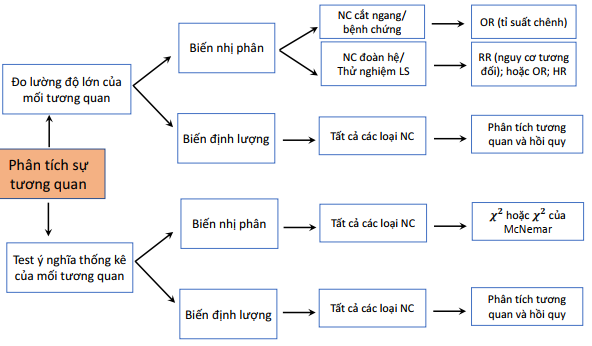 NC cắt ngang/
bệnh chứng
OR (tỉ suất chênh)
Biến nhị phân
NC đoàn hệ/
Thử nghiệm LS
RR (nguy cơ tương
đối); hoặc OR; HR
Đo lường độ lớn của
mối tương quan
Biến định lượng
Tất cả các loại NC
Phân tích tương
quan và hồi quy
Phân tích sự
tương quan
Biến nhị phân
Tất cả các loại NC
χ² hoặc χ² của
McNemar
Test ý nghĩa thống kê
của mối tương quan
Biến định lượng
Tất cả các loại NC
Phân tích tương
quan và hồi quy